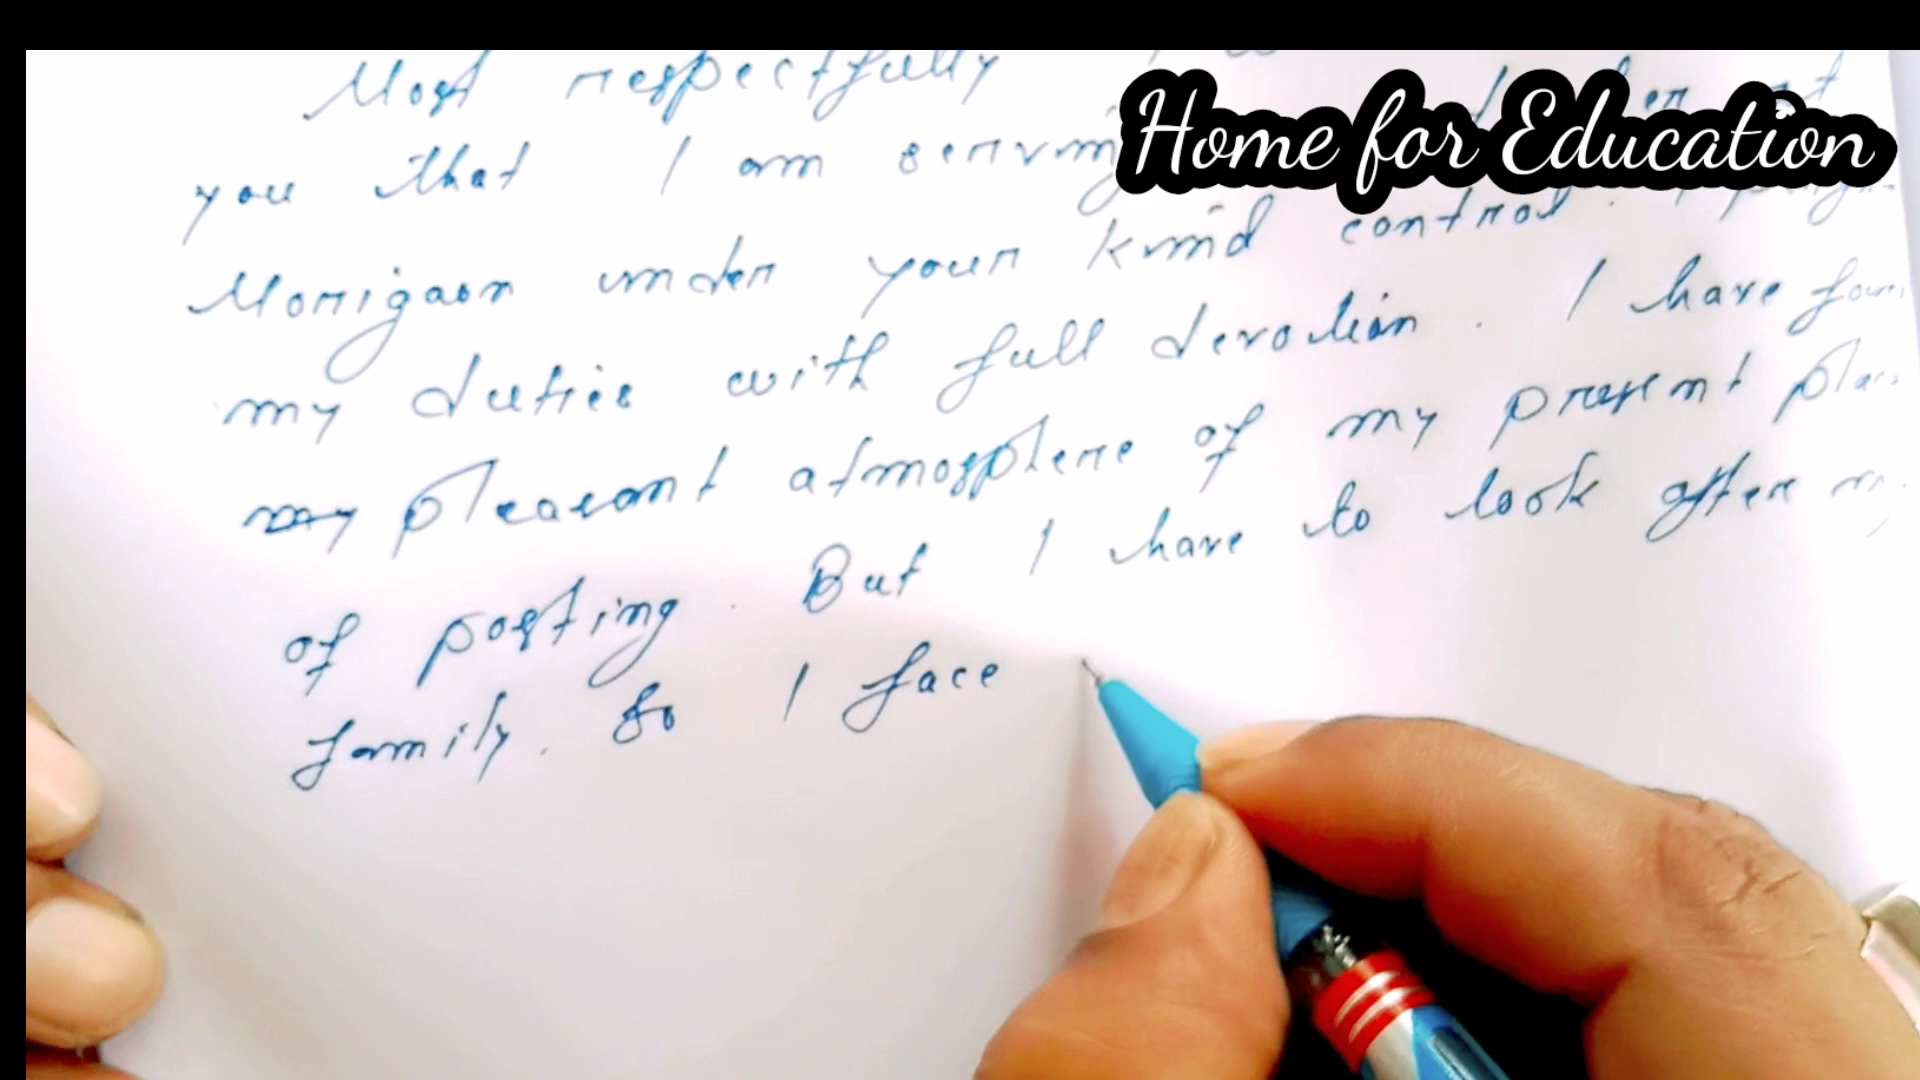 Most respectfully I
Home for Education
you that I am serving
Morigaon under your kind control. I
my duties with full devotion. I have
my pleasant atmosphere of my present
of posting. But I have to look after
family. So I face